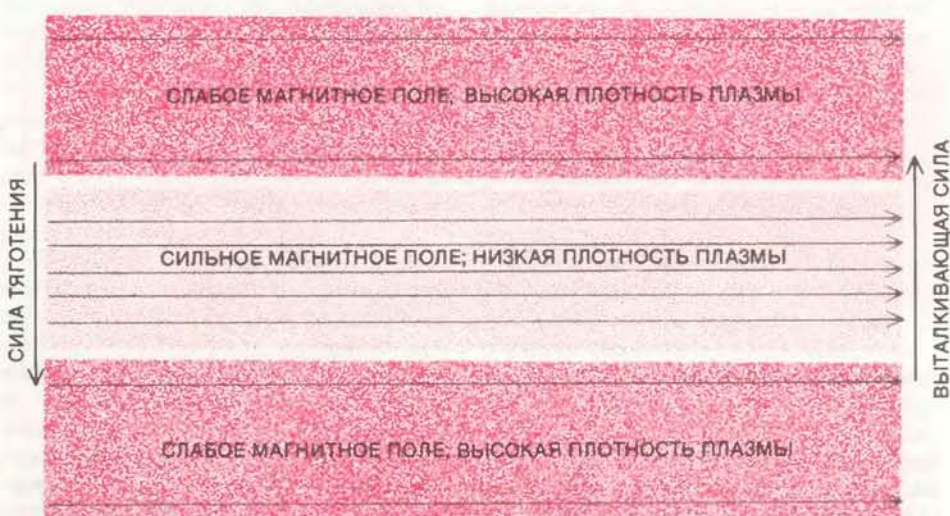 СЛАБОЕ МАГНИТНОЕ ПОЛЕ; ВЫСОКАЯ ПЛОТНОСТЬ ПЛАЗМЫ
СИЛА ТЯГОТЕНИЯ
СИЛЬНОЕ МАГНИТНОЕ ПОЛЕ; НИЗКАЯ ПЛОТНОСТЬ ПЛАЗМЫ
ВЫТАЛКИВАЮЩАЯ СИЛА
СЛАБОЕ МАГНИТНОЕ ПОЛЕ; ВЫСОКАЯ ПЛОТНОСТЬ ПЛАЗМЫ